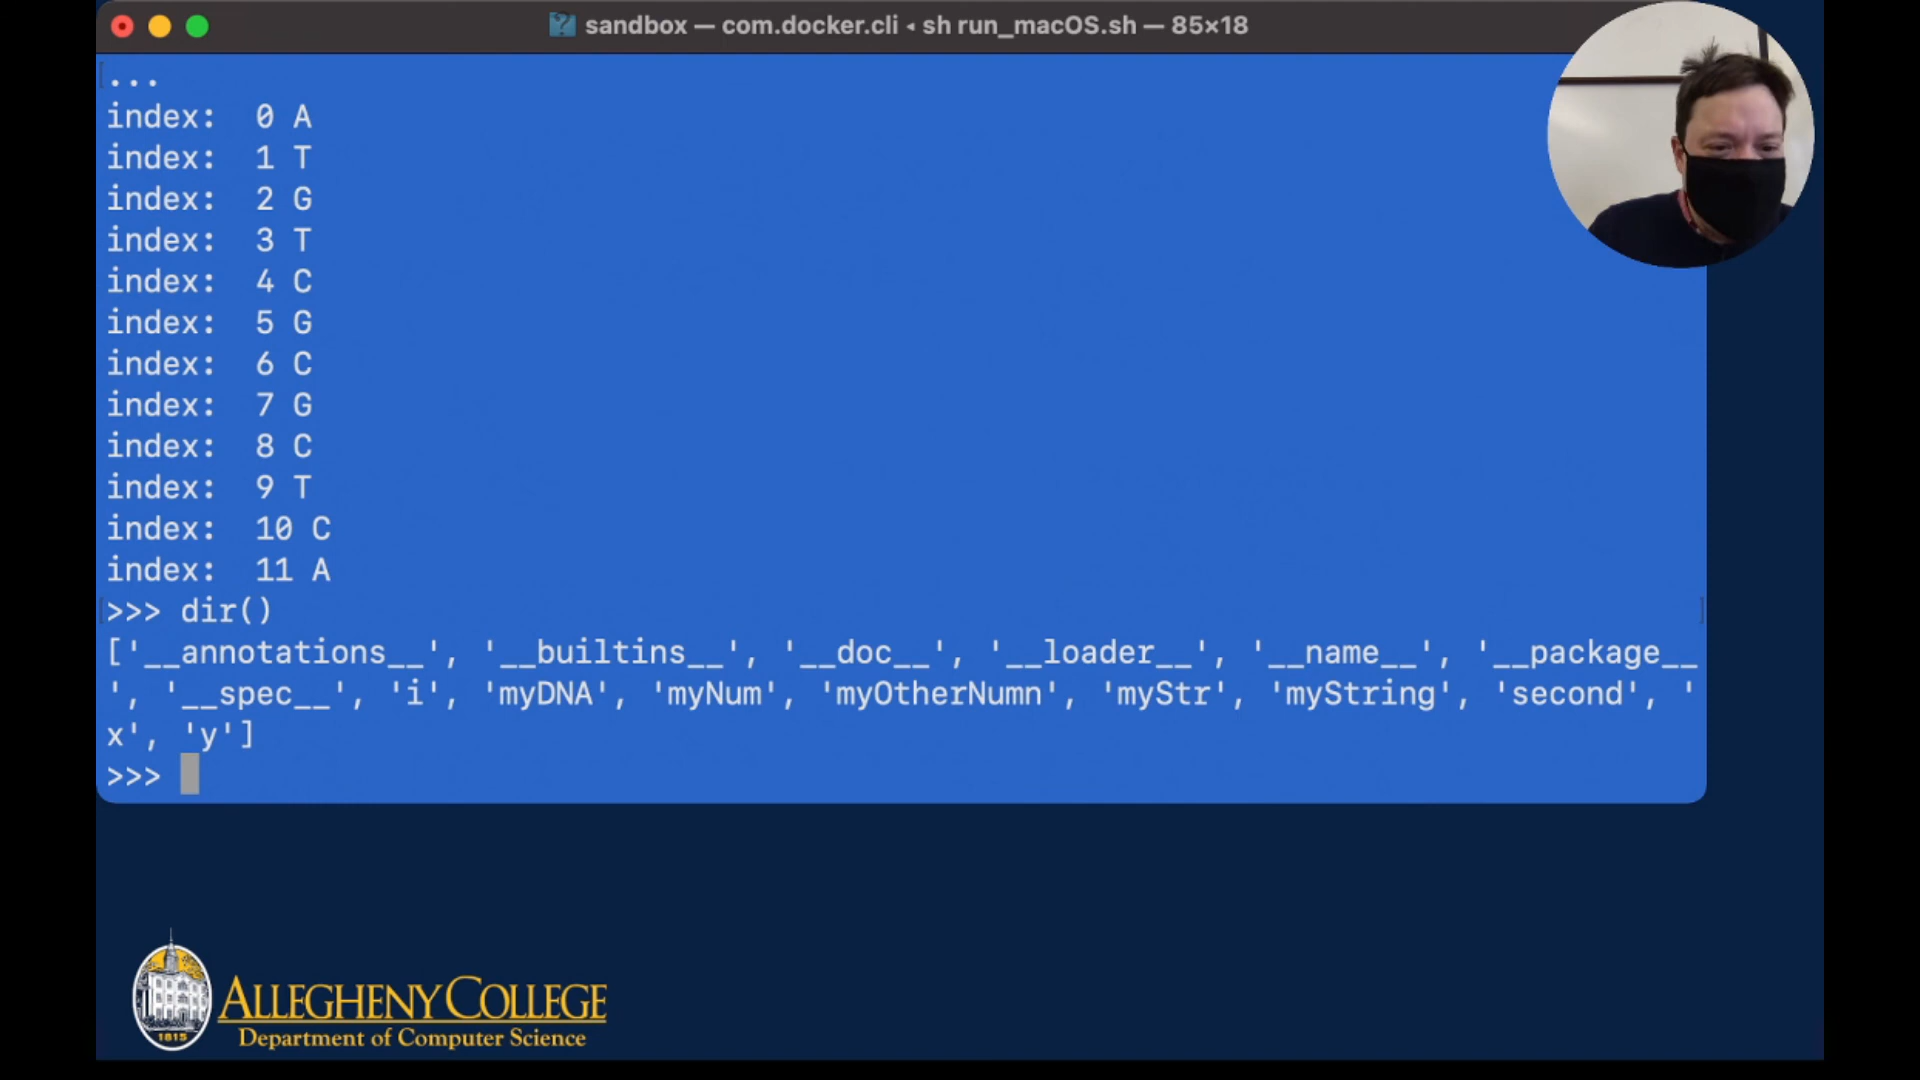 sandbox — com.docker.cli ◂ sh run_macOS.sh — 85×18
...
index:  0 A
index:  1 T
index:  2 G
index:  3 T
index:  4 C
index:  5 G
index:  6 C
index:  7 G
index:  8 C
index:  9 T
index:  10 C
index:  11 A
>>> dir()
['__annotations__', '__builtins__', '__doc__', '__loader__', '__name__', '__package__
', '__spec__', 'i', 'myDNA', 'myNum', 'myOtherNumn', 'myStr', 'myString', 'second', '
x', 'y']
>>>
ALLEGHENY COLLEGE
Department of Computer Science
1815